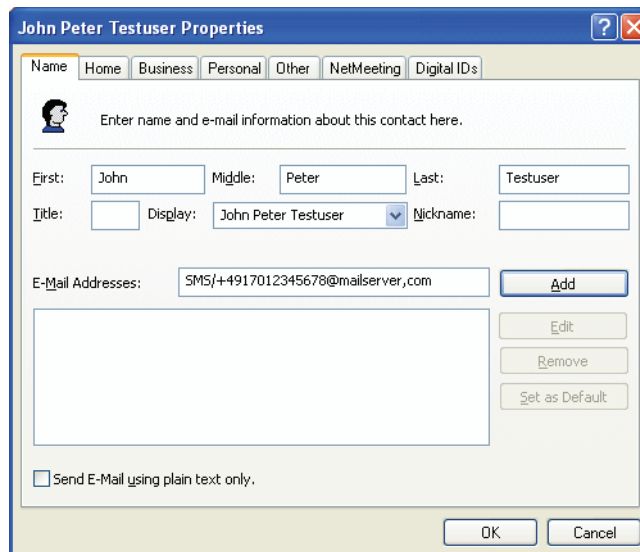 John Peter Testuser Properties
Name Home Business Personal Other NetMeeting Digital IDs
Enter name and e-mail information about this contact here.
First: John Middle: Peter Last: Testuser
Title: Display: John Peter Testuser Nickname:
E-Mail Addresses: SMS/+4917012345678@mailserver,com Add
Edit
Remove
Set as Default
Send E-Mail using plain text only.
OK Cancel